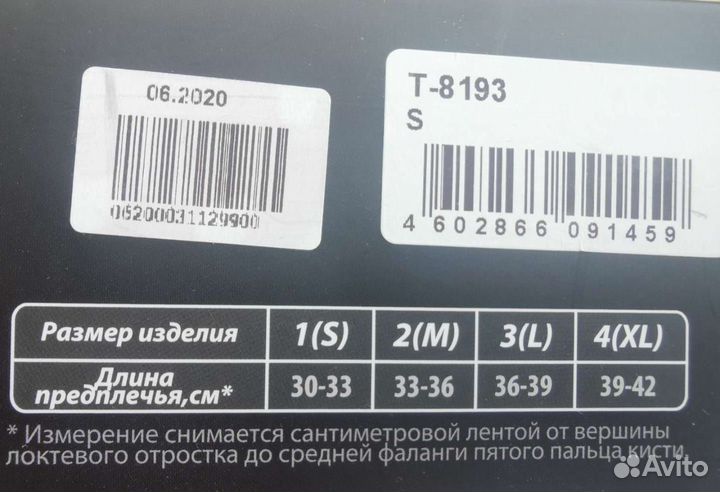 06.2020
06200031129900
T-8193
S
4 602866 091459
Размер изделия 1(S) 2(M) 3(L) 4(XL)
Длина
предплечья,см* 30-33 33-36 36-39 39-42
* Измерение снимается сантиметровой лентой от вершины
локтевого отростка до средней фаланги пятого пальца кисти.
Avito